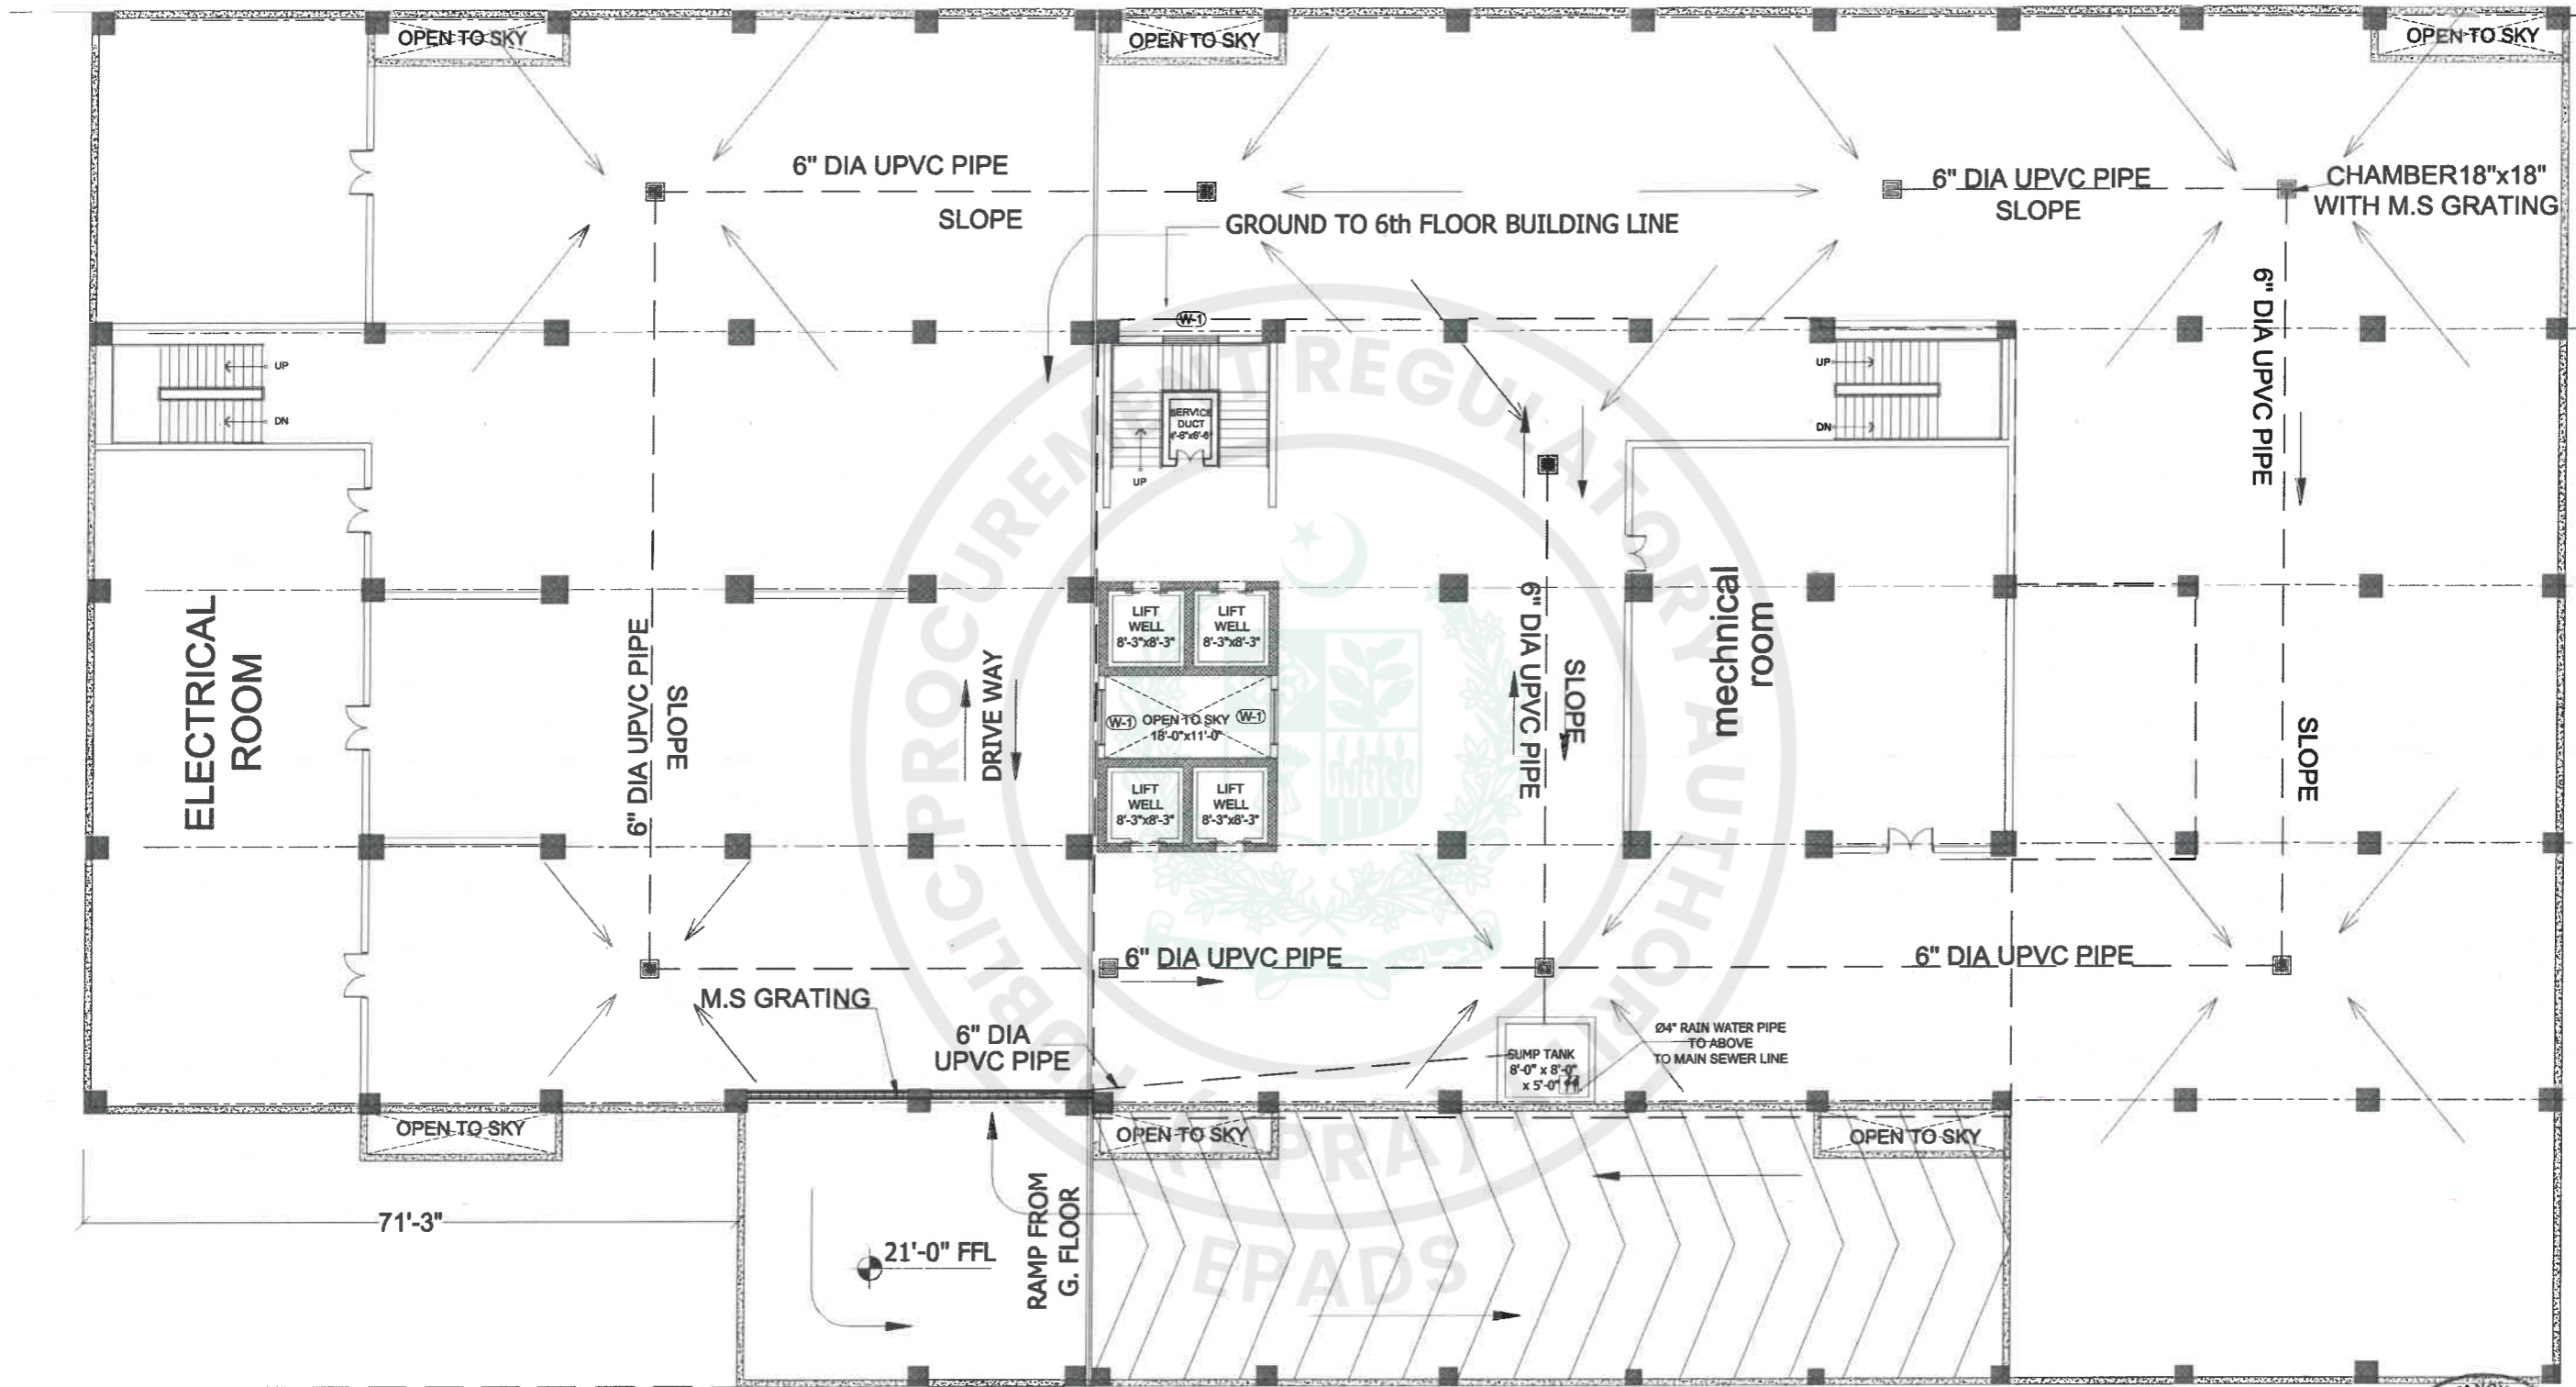 OPEN TO SKY
OPEN TO SKY
OPEN TO SKY
6" DIA UPVC PIPE
SLOPE
6" DIA UPVC PIPE
SLOPE
CHAMBER18"x18"
WITH M.S GRATING
GROUND TO 6th FLOOR BUILDING LINE
6" DIA UPVC PIPE
W-1
UP
DN
SERVICE
DUCT
UP
UP
DN
ELECTRICAL
ROOM
6" DIA UPVC PIPE
SLOPE
DRIVE WAY
LIFT
WELL
8'-3"x8'-3"
LIFT
WELL
8'-3"x8'-3"
W-1
OPEN TO SKY
18'-0"x11'-0"
W-1
LIFT
WELL
8'-3"x8'-3"
LIFT
WELL
8'-3"x8'-3"
6" DIA UPVC PIPE
SLOPE
mechnical
room
SLOPE
6" DIA UPVC PIPE
6" DIA UPVC PIPE
M.S GRATING
6" DIA
UPVC PIPE
SUMP TANK
8'-0" x 8'-0"
x 5'-0"
Ø4" RAIN WATER PIPE
TO ABOVE
TO MAIN SEWER LINE
OPEN TO SKY
OPEN TO SKY
OPEN TO SKY
71'-3"
21'-0" FFL
RAMP FROM
G. FLOOR
PUBLIC PROCUREMENT REGULATORY AUTHORITY
(PPRA)
EPADS